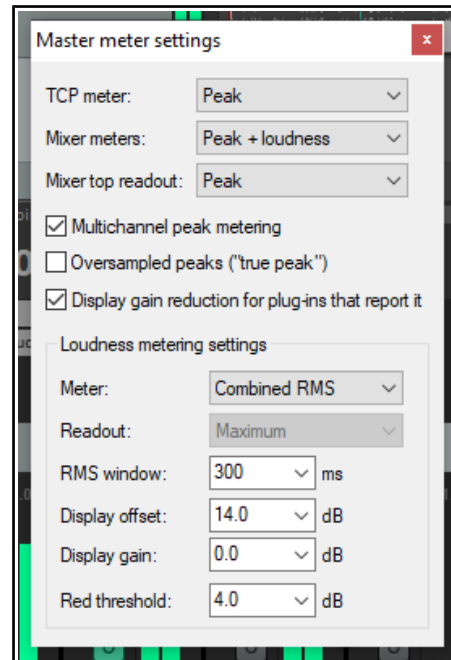 Master meter settings x
TCP meter: Peak
Mixer meters: Peak + loudness
Mixer top readout: Peak
Multichannel peak metering
Oversampled peaks ("true peak")
Display gain reduction for plug-ins that report it
Loudness metering settings
Meter: Combined RMS
Readout: Maximum
RMS window: 300 ms
Display offset: 14.0 dB
Display gain: 0.0 dB
Red threshold: 4.0 dB